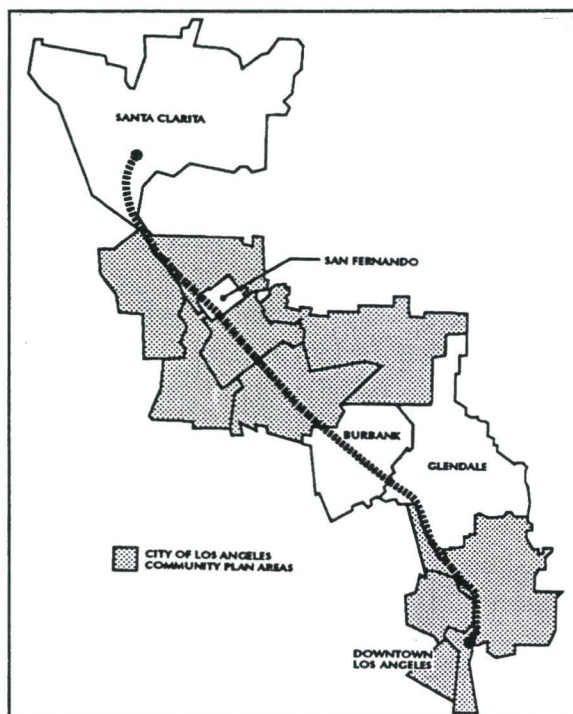 SANTA CLARITA
SAN FERNANDO
BURBANK
GLENDALE
CITY OF LOS ANGELES
COMMUNITY PLAN AREAS
DOWNTOWN
LOS ANGELES